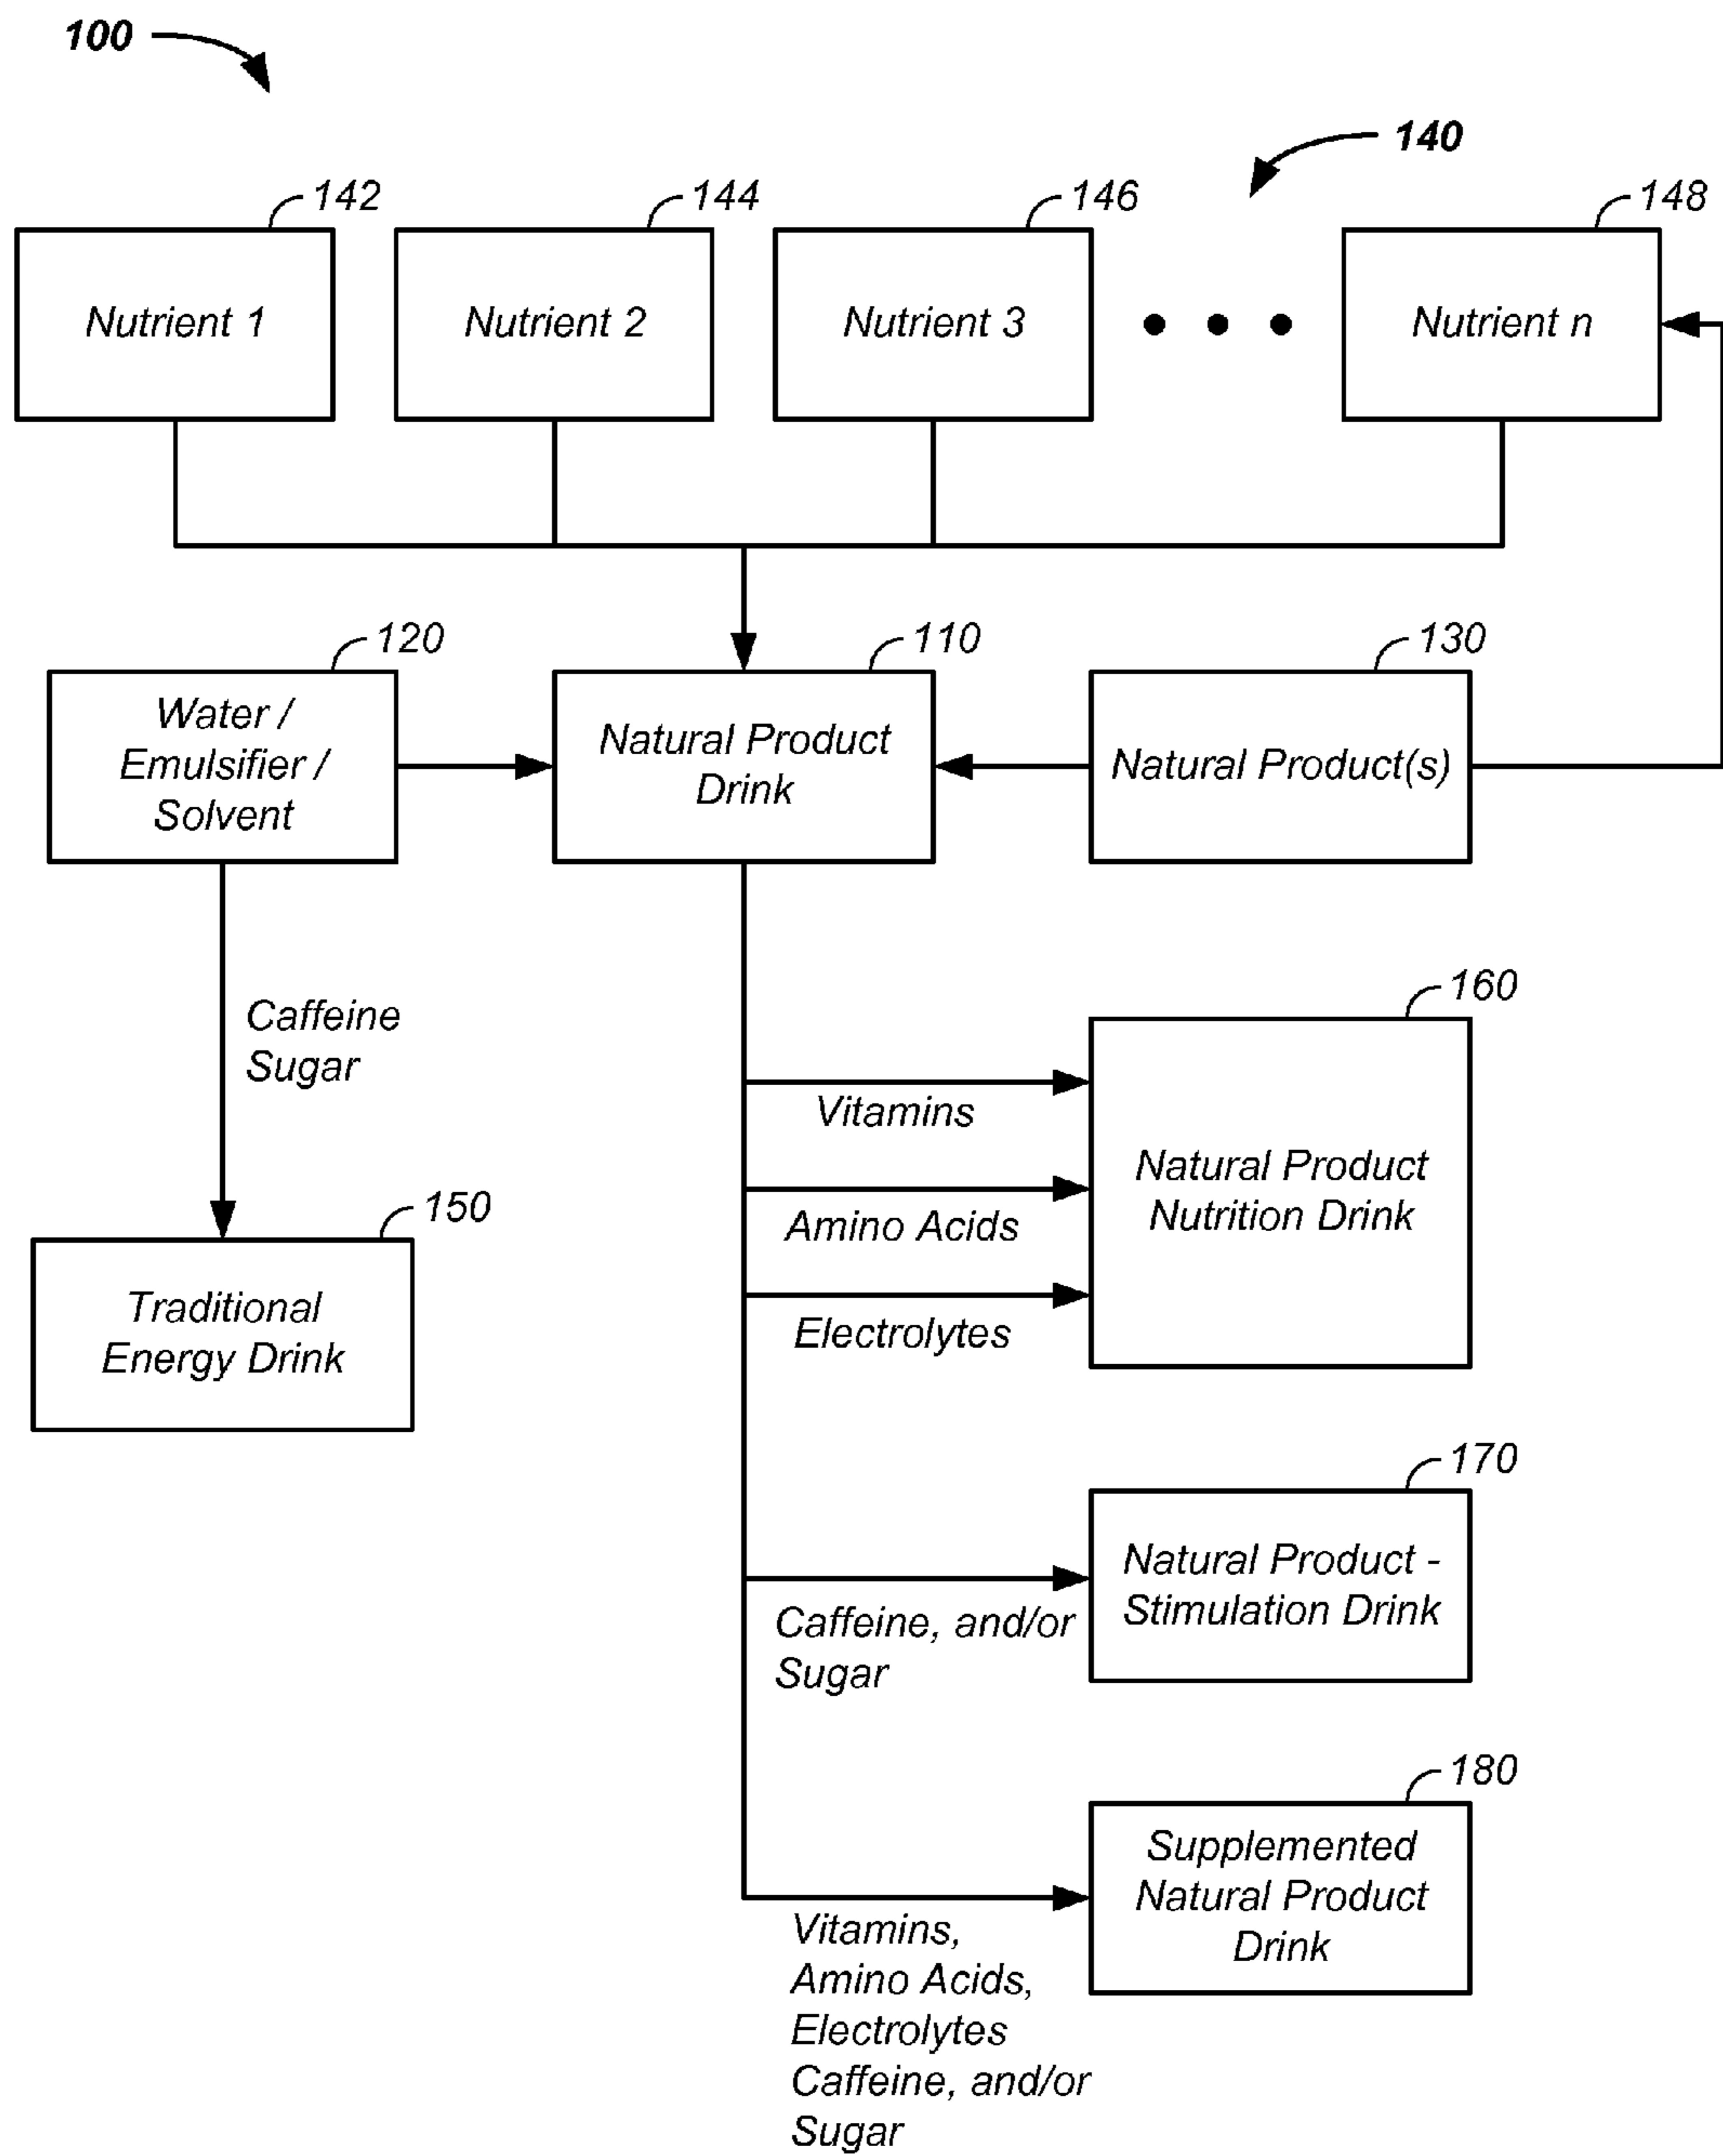 100
140
142
144
146
148
Nutrient 1
Nutrient 2
Nutrient 3
Nutrient n
120
110
130
Water /
Emulsifier /
Solvent
Natural Product
Drink
Natural Product(s)
Caffeine
Sugar
150
Traditional
Energy Drink
160
Vitamins
Amino Acids
Electrolytes
Natural Product
Nutrition Drink
170
Caffeine, and/or
Sugar
Natural Product -
Stimulation Drink
180
Supplemented
Natural Product
Drink
Vitamins,
Amino Acids,
Electrolytes
Caffeine, and/or
Sugar